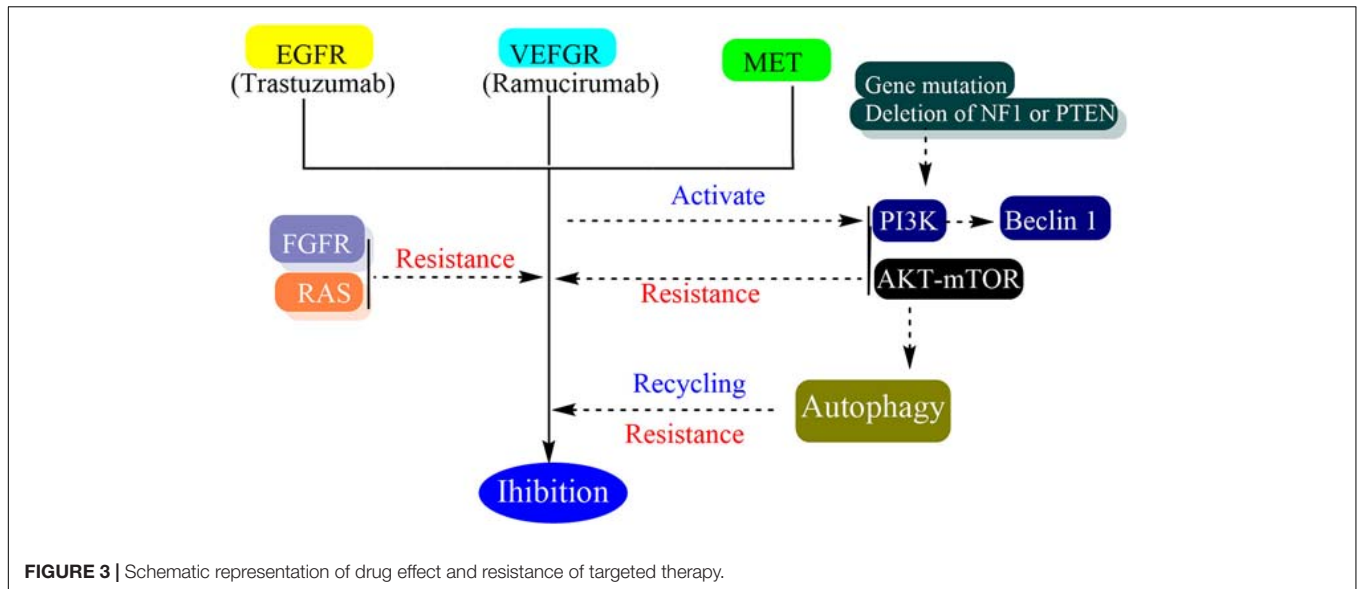 EGFR
(Trastuzumab)
VEFGR
(Ramucirumab)
MET
Gene mutation
Deletion of NF1 or PTEN
Activate
PI3K
Beclin 1
FGFR
RAS
Resistance
Resistance
AKT-mTOR
Recycling
Resistance
Autophagy
Ihibition
FIGURE 3 | Schematic representation of drug effect and resistance of targeted therapy.